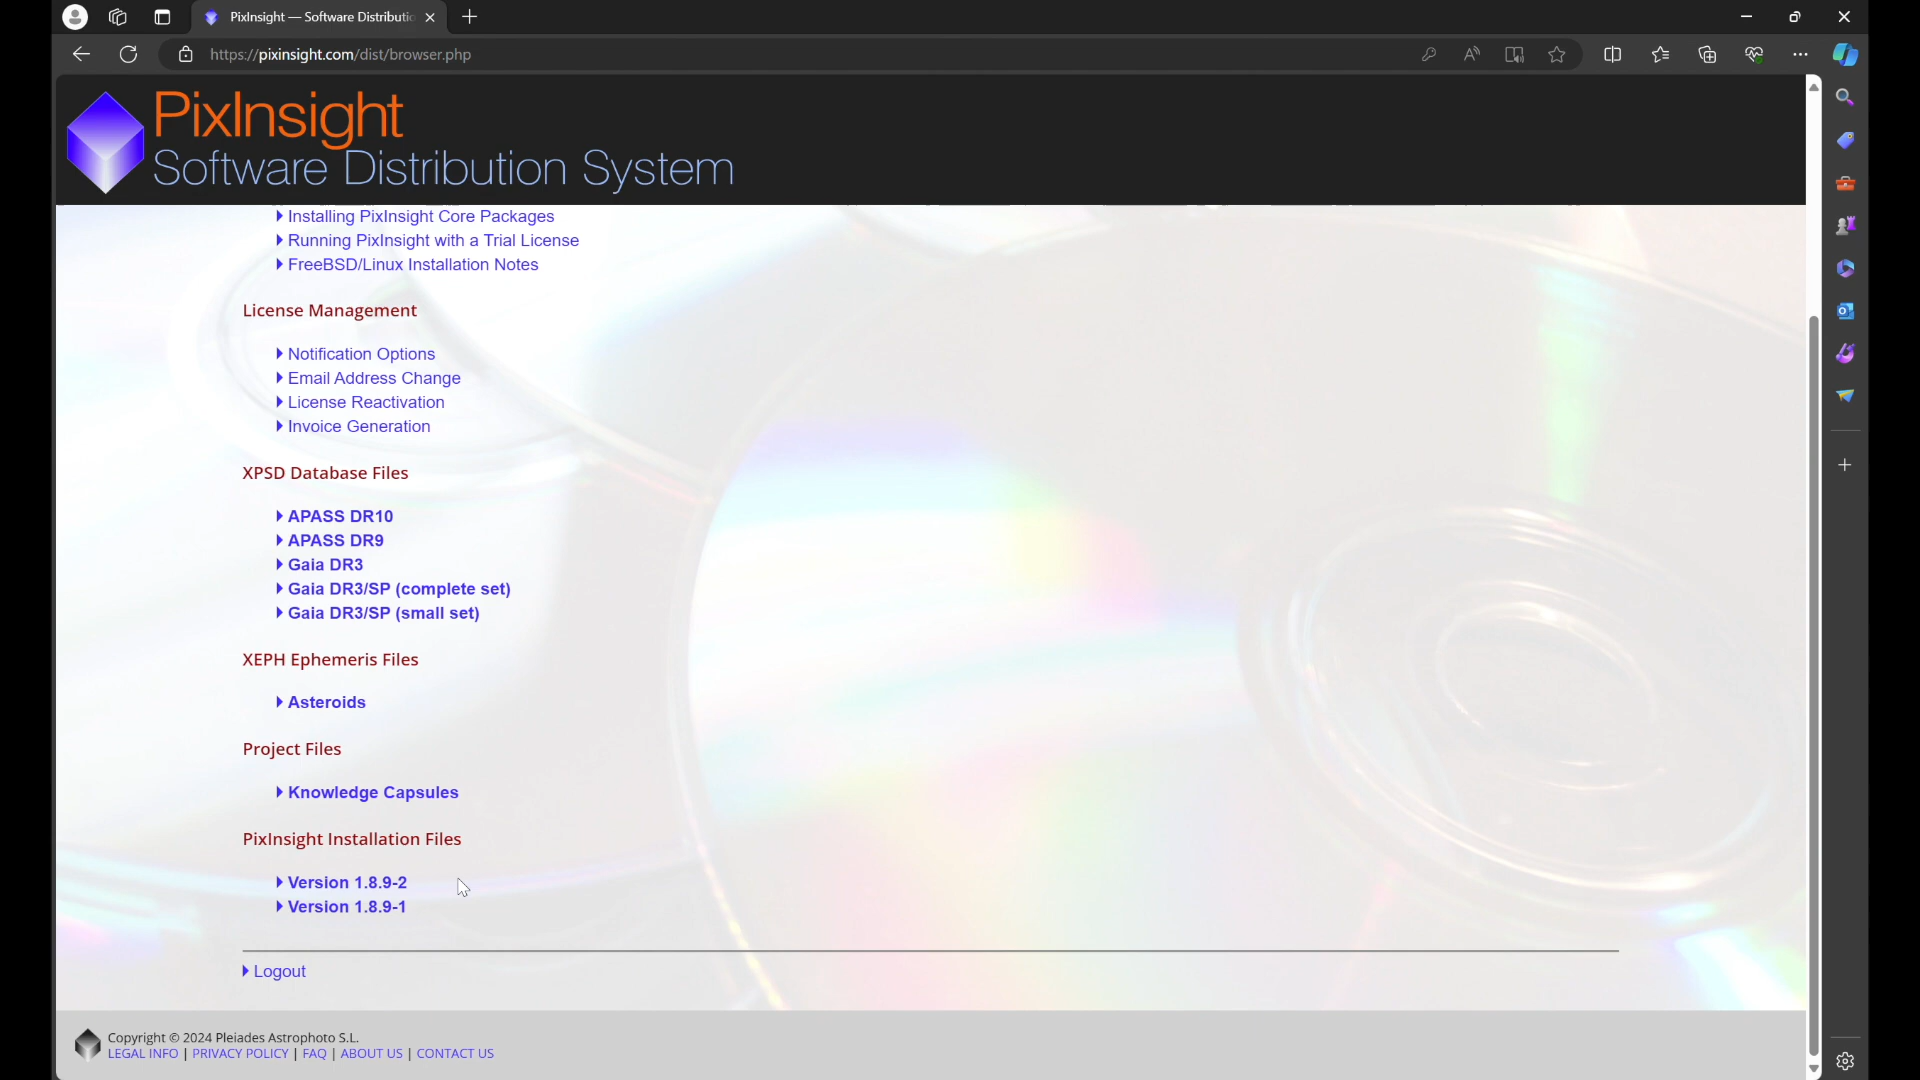 PixInsight — Software Distributio
https://pixinsight.com/dist/browser.php
PixInsight
Software Distribution System
Installing PixInsight Core Packages
Running PixInsight with a Trial License
FreeBSD/Linux Installation Notes
License Management
Notification Options
Email Address Change
License Reactivation
Invoice Generation
XPSD Database Files
APASS DR10
APASS DR9
Gaia DR3
Gaia DR3/SP (complete set)
Gaia DR3/SP (small set)
XEPH Ephemeris Files
Asteroids
Project Files
Knowledge Capsules
PixInsight Installation Files
Version 1.8.9-2
Version 1.8.9-1
Logout
Copyright © 2024 Pleiades Astrophoto S.L.
LEGAL INFO | PRIVACY POLICY | FAQ | ABOUT US | CONTACT US